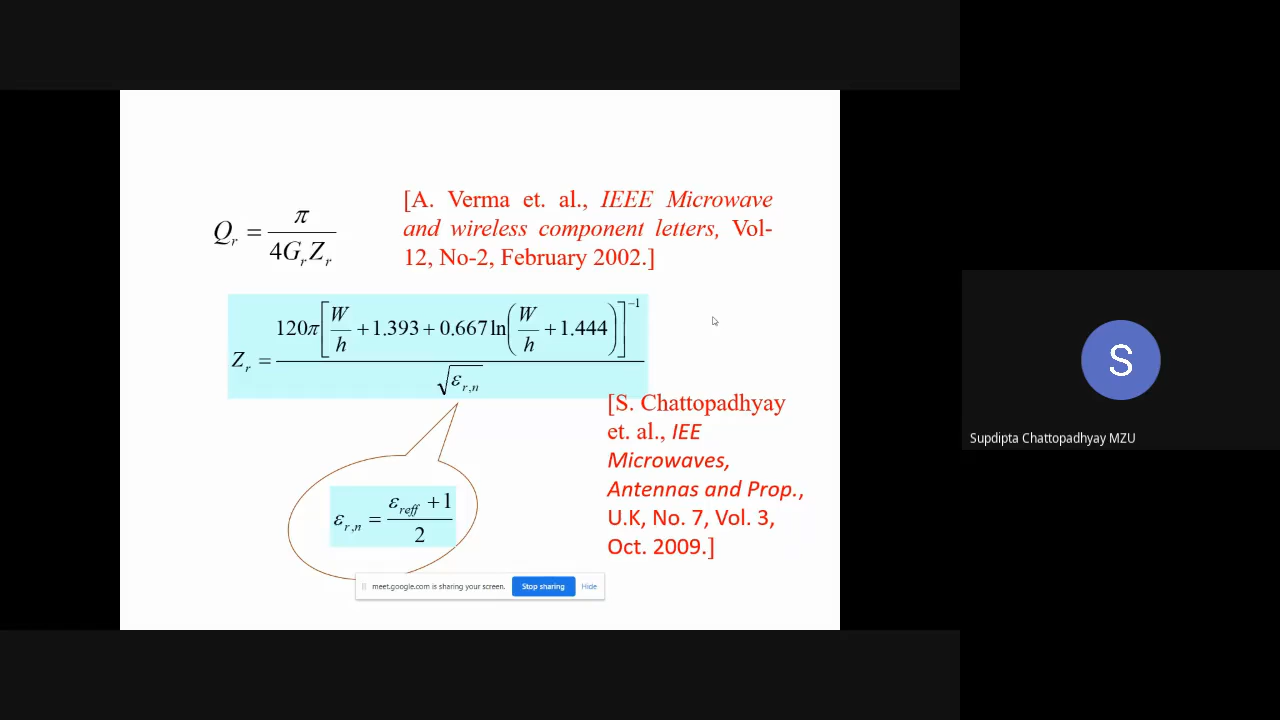 Q_r = π / 4G_rZ_r
[A. Verma et. al., IEEE Microwave
and wireless component letters, Vol-
12, No-2, February 2002.]
Z_r = 120π[W/h + 1.393 + 0.667 ln(W/h + 1.444)]^−1 / √ε_r,n
[S. Chattopadhyay
et. al., IEE
Microwaves,
Antennas and Prop.,
U.K, No. 7, Vol. 3,
Oct. 2009.]
ε_r,n = (ε_reff + 1) / 2
meet.google.com is sharing your screen. Stop sharing Hide
S
Supdipta Chattopadhyay MZU